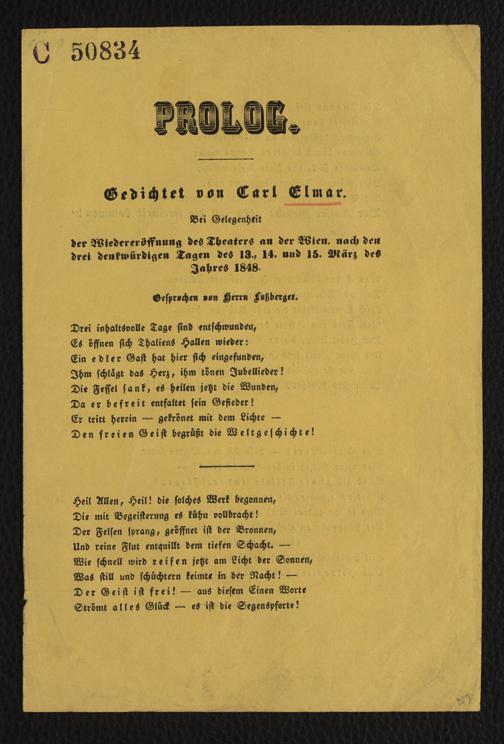 C 50834
PROLOG.
Gedichtet von Carl Elmar.
Bei Gelegenheit
der Wiedereröffnung des Theaters an der Wien, nach den
drei denkwürdigen Tagen des 13., 14. und 15. März des
Jahres 1848.
Gesprochen von Herrn Lußberger.
Drei inhaltsvolle Tage sind entschwunden,
Es öffnen sich Thaliens Hallen wieder:
Ein edler Gast hat hier sich eingefunden,
Ihm schlägt das Herz, ihm tönen Jubellieder!
Die Fessel sank, es heilen jetzt die Wunden,
Da er befreit entfaltet sein Gefieder!
Er tritt herein — gekrönet mit dem Lichte —
Den freien Geist begrüßt die Weltgeschichte!
Heil Allen, Heil! die solches Werk begonnen,
Die mit Begeisterung es kühn vollbracht!
Der Felsen sprang, geöffnet ist der Bronnen,
Und reine Flut entquillt dem tiefen Schacht. —
Wie schnell wird reifen jetzt am Licht der Sonnen,
Was still und schüchtern keimte in der Nacht! —
Der Geist ist frei! — aus diesem Einen Worte
Strömt alles Glück — es ist die Segenspforte!